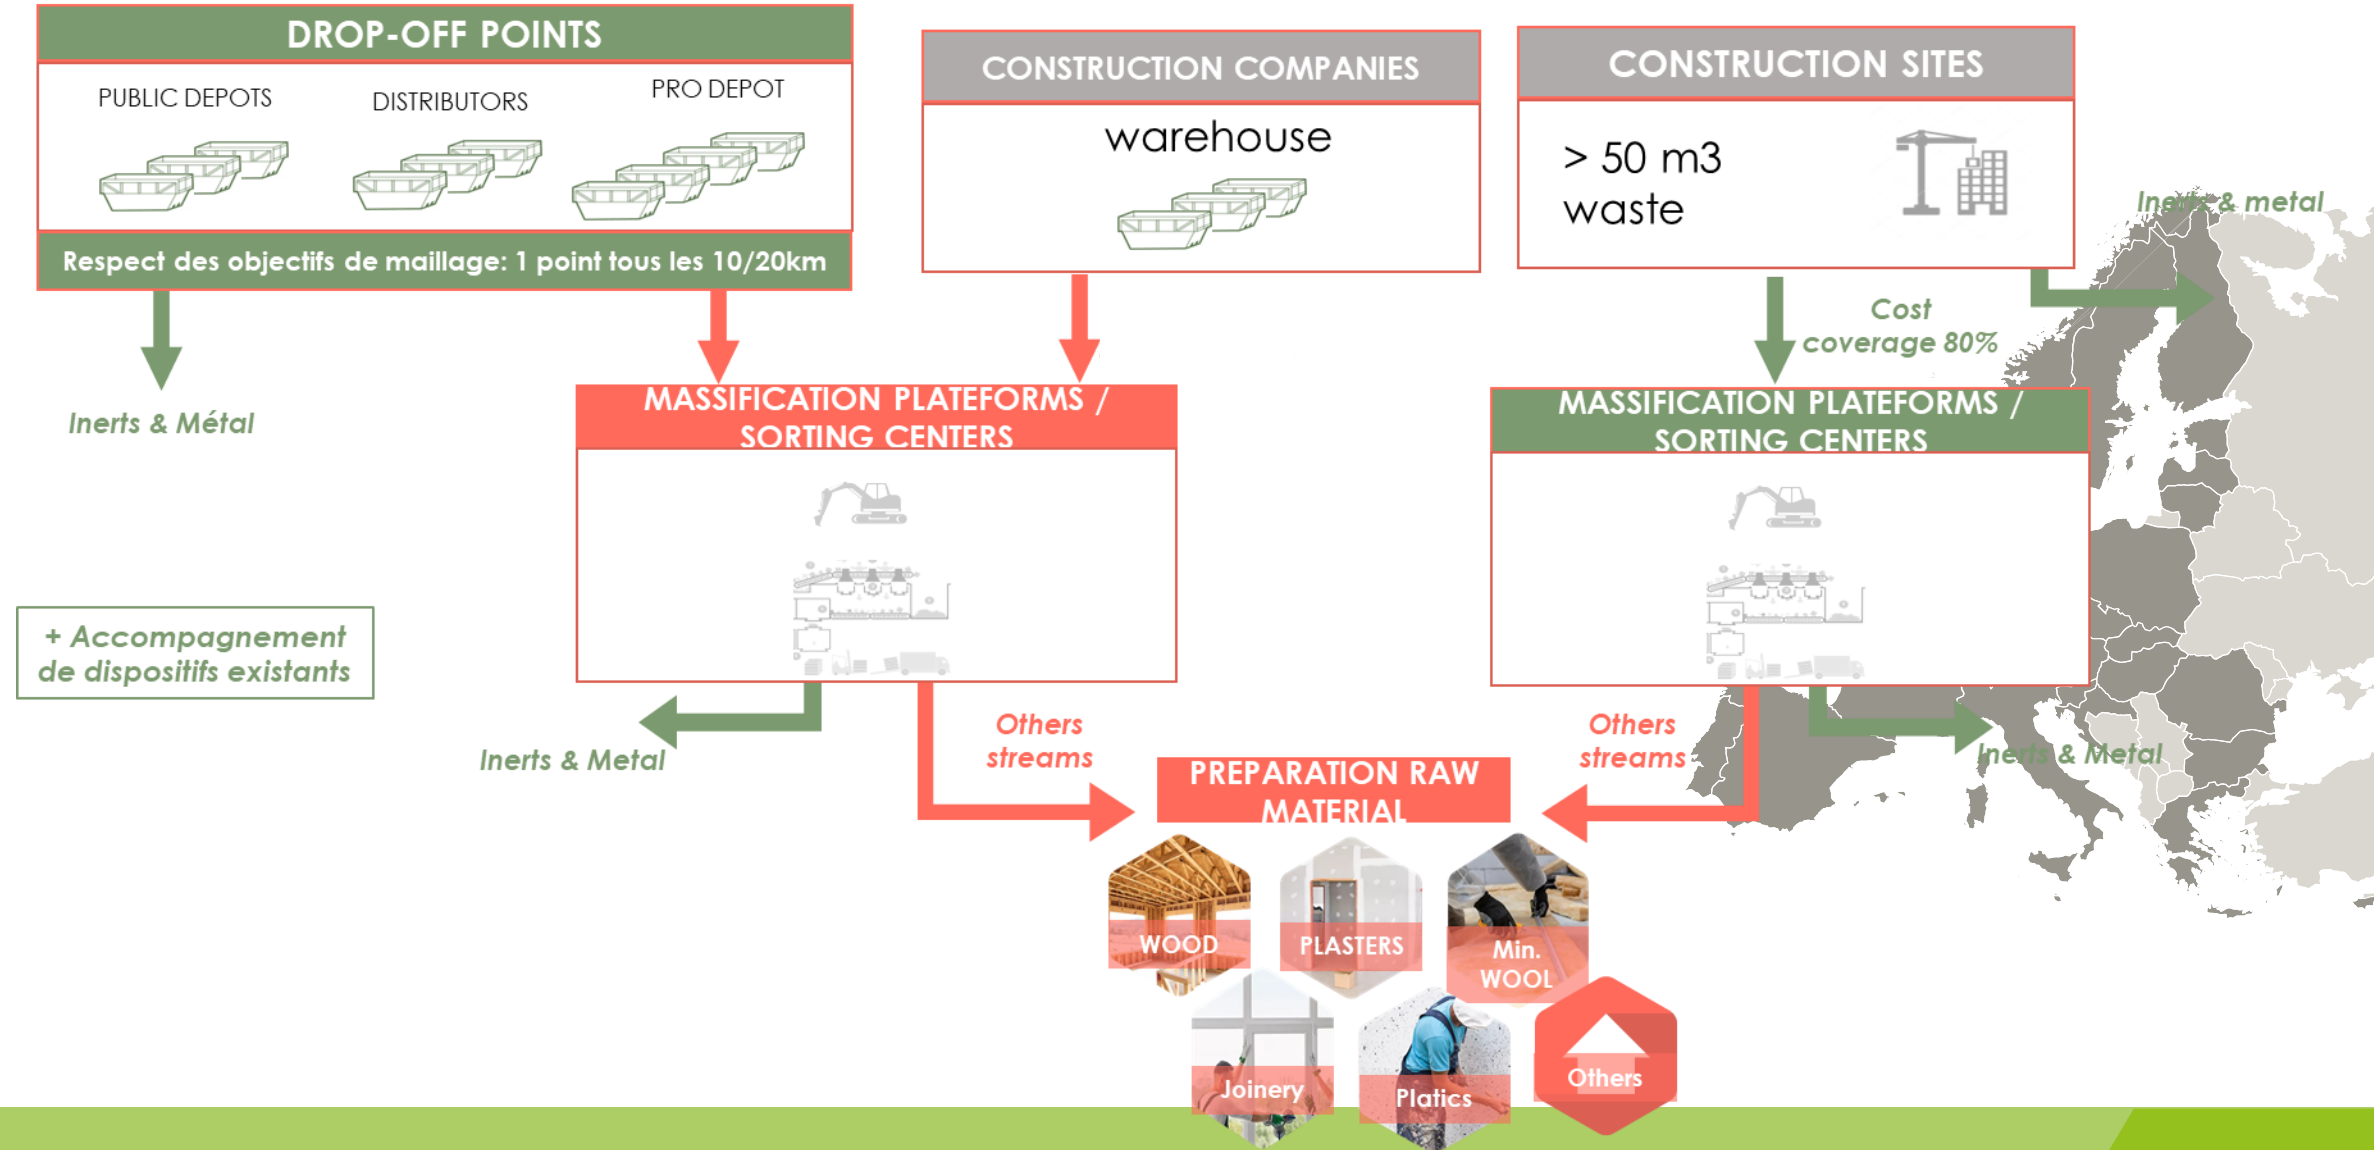 DROP-OFF POINTS
PUBLIC DEPOTS
DISTRIBUTORS
PRO DEPOT
Respect des objectifs de maillage: 1 point tous les 10/20km
CONSTRUCTION COMPANIES
warehouse
CONSTRUCTION SITES
> 50 m3
waste
Inerts & metal
Cost
coverage 80%
Inerts & Métal
MASSIFICATION PLATEFORMS /
SORTING CENTERS
MASSIFICATION PLATEFORMS /
SORTING CENTERS
+ Accompagnement
de dispositifs existants
Inerts & Metal
Others
streams
Others
streams
Inerts & Metal
PREPARATION RAW
MATERIAL
WOOD
PLASTERS
Min.
WOOL
Joinery
Platics
Others